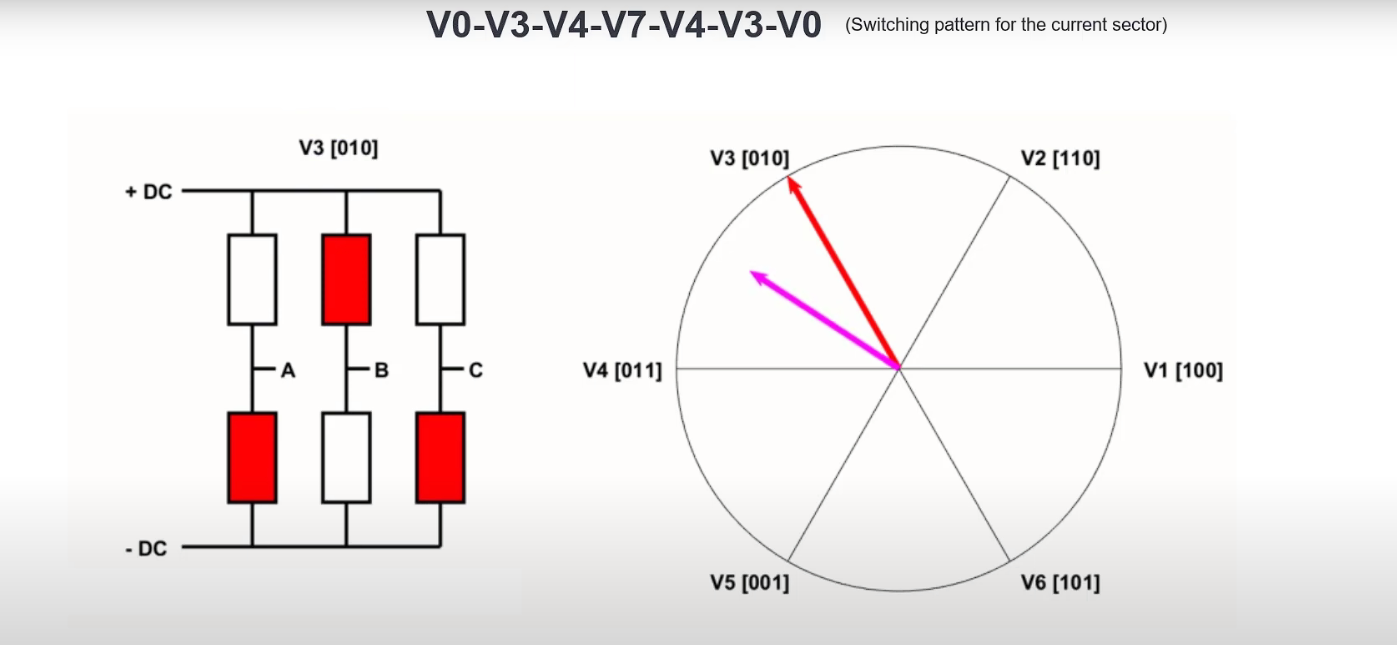 V0-V3-V4-V7-V4-V3-V0 (Switching pattern for the current sector)
V3 [010]
+ DC
A
B
C
- DC
V3 [010]
V2 [110]
V4 [011]
V1 [100]
V5 [001]
V6 [101]